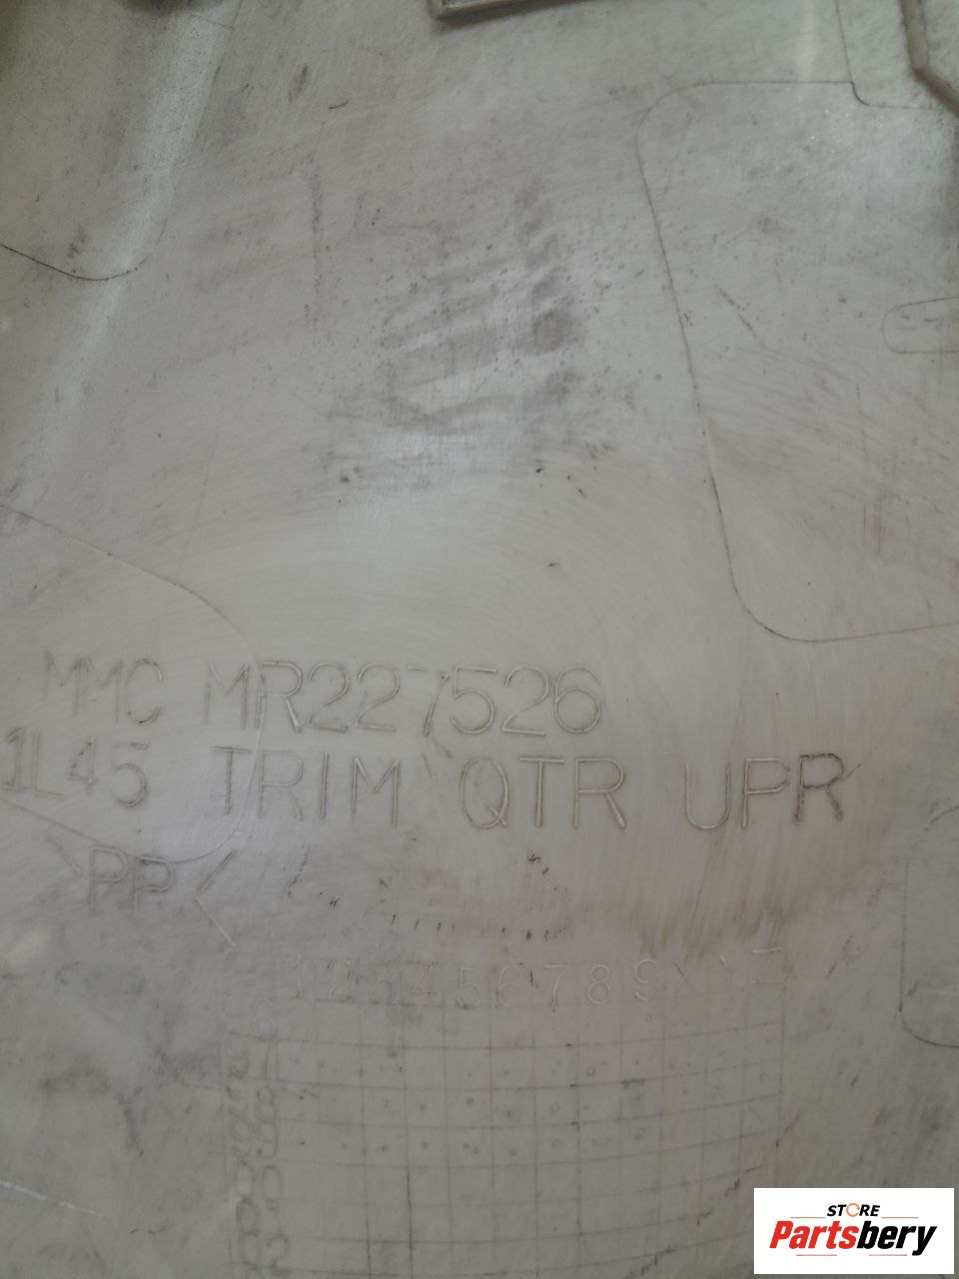 MMC MR227526
1L45 TRIM QTR UPR
>PP<
STORE
Partsbery